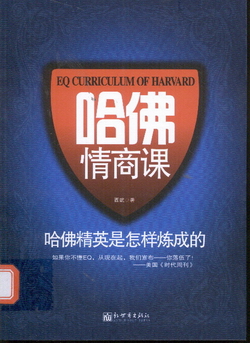 EQ CURRICULUM OF HARVARD
哈佛
情商课
哈佛精英是怎样炼成的
如果你不懂EQ，从现在起，我们宣布——你落伍了！
——美国《时代周刊》
新世界出版社